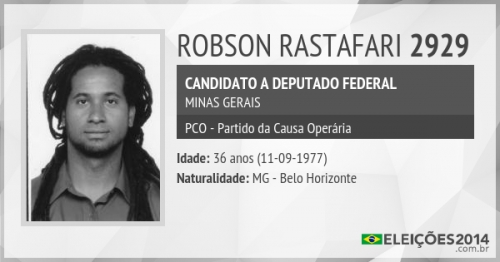 ROBSON RASTAFARI 2929
CANDIDATO A DEPUTADO FEDERAL
MINAS GERAIS
PCO - Partido da Causa Operária
Idade: 36 anos (11-09-1977)
Naturalidade: MG - Belo Horizonte
ELEIÇÕES2014
.com.br